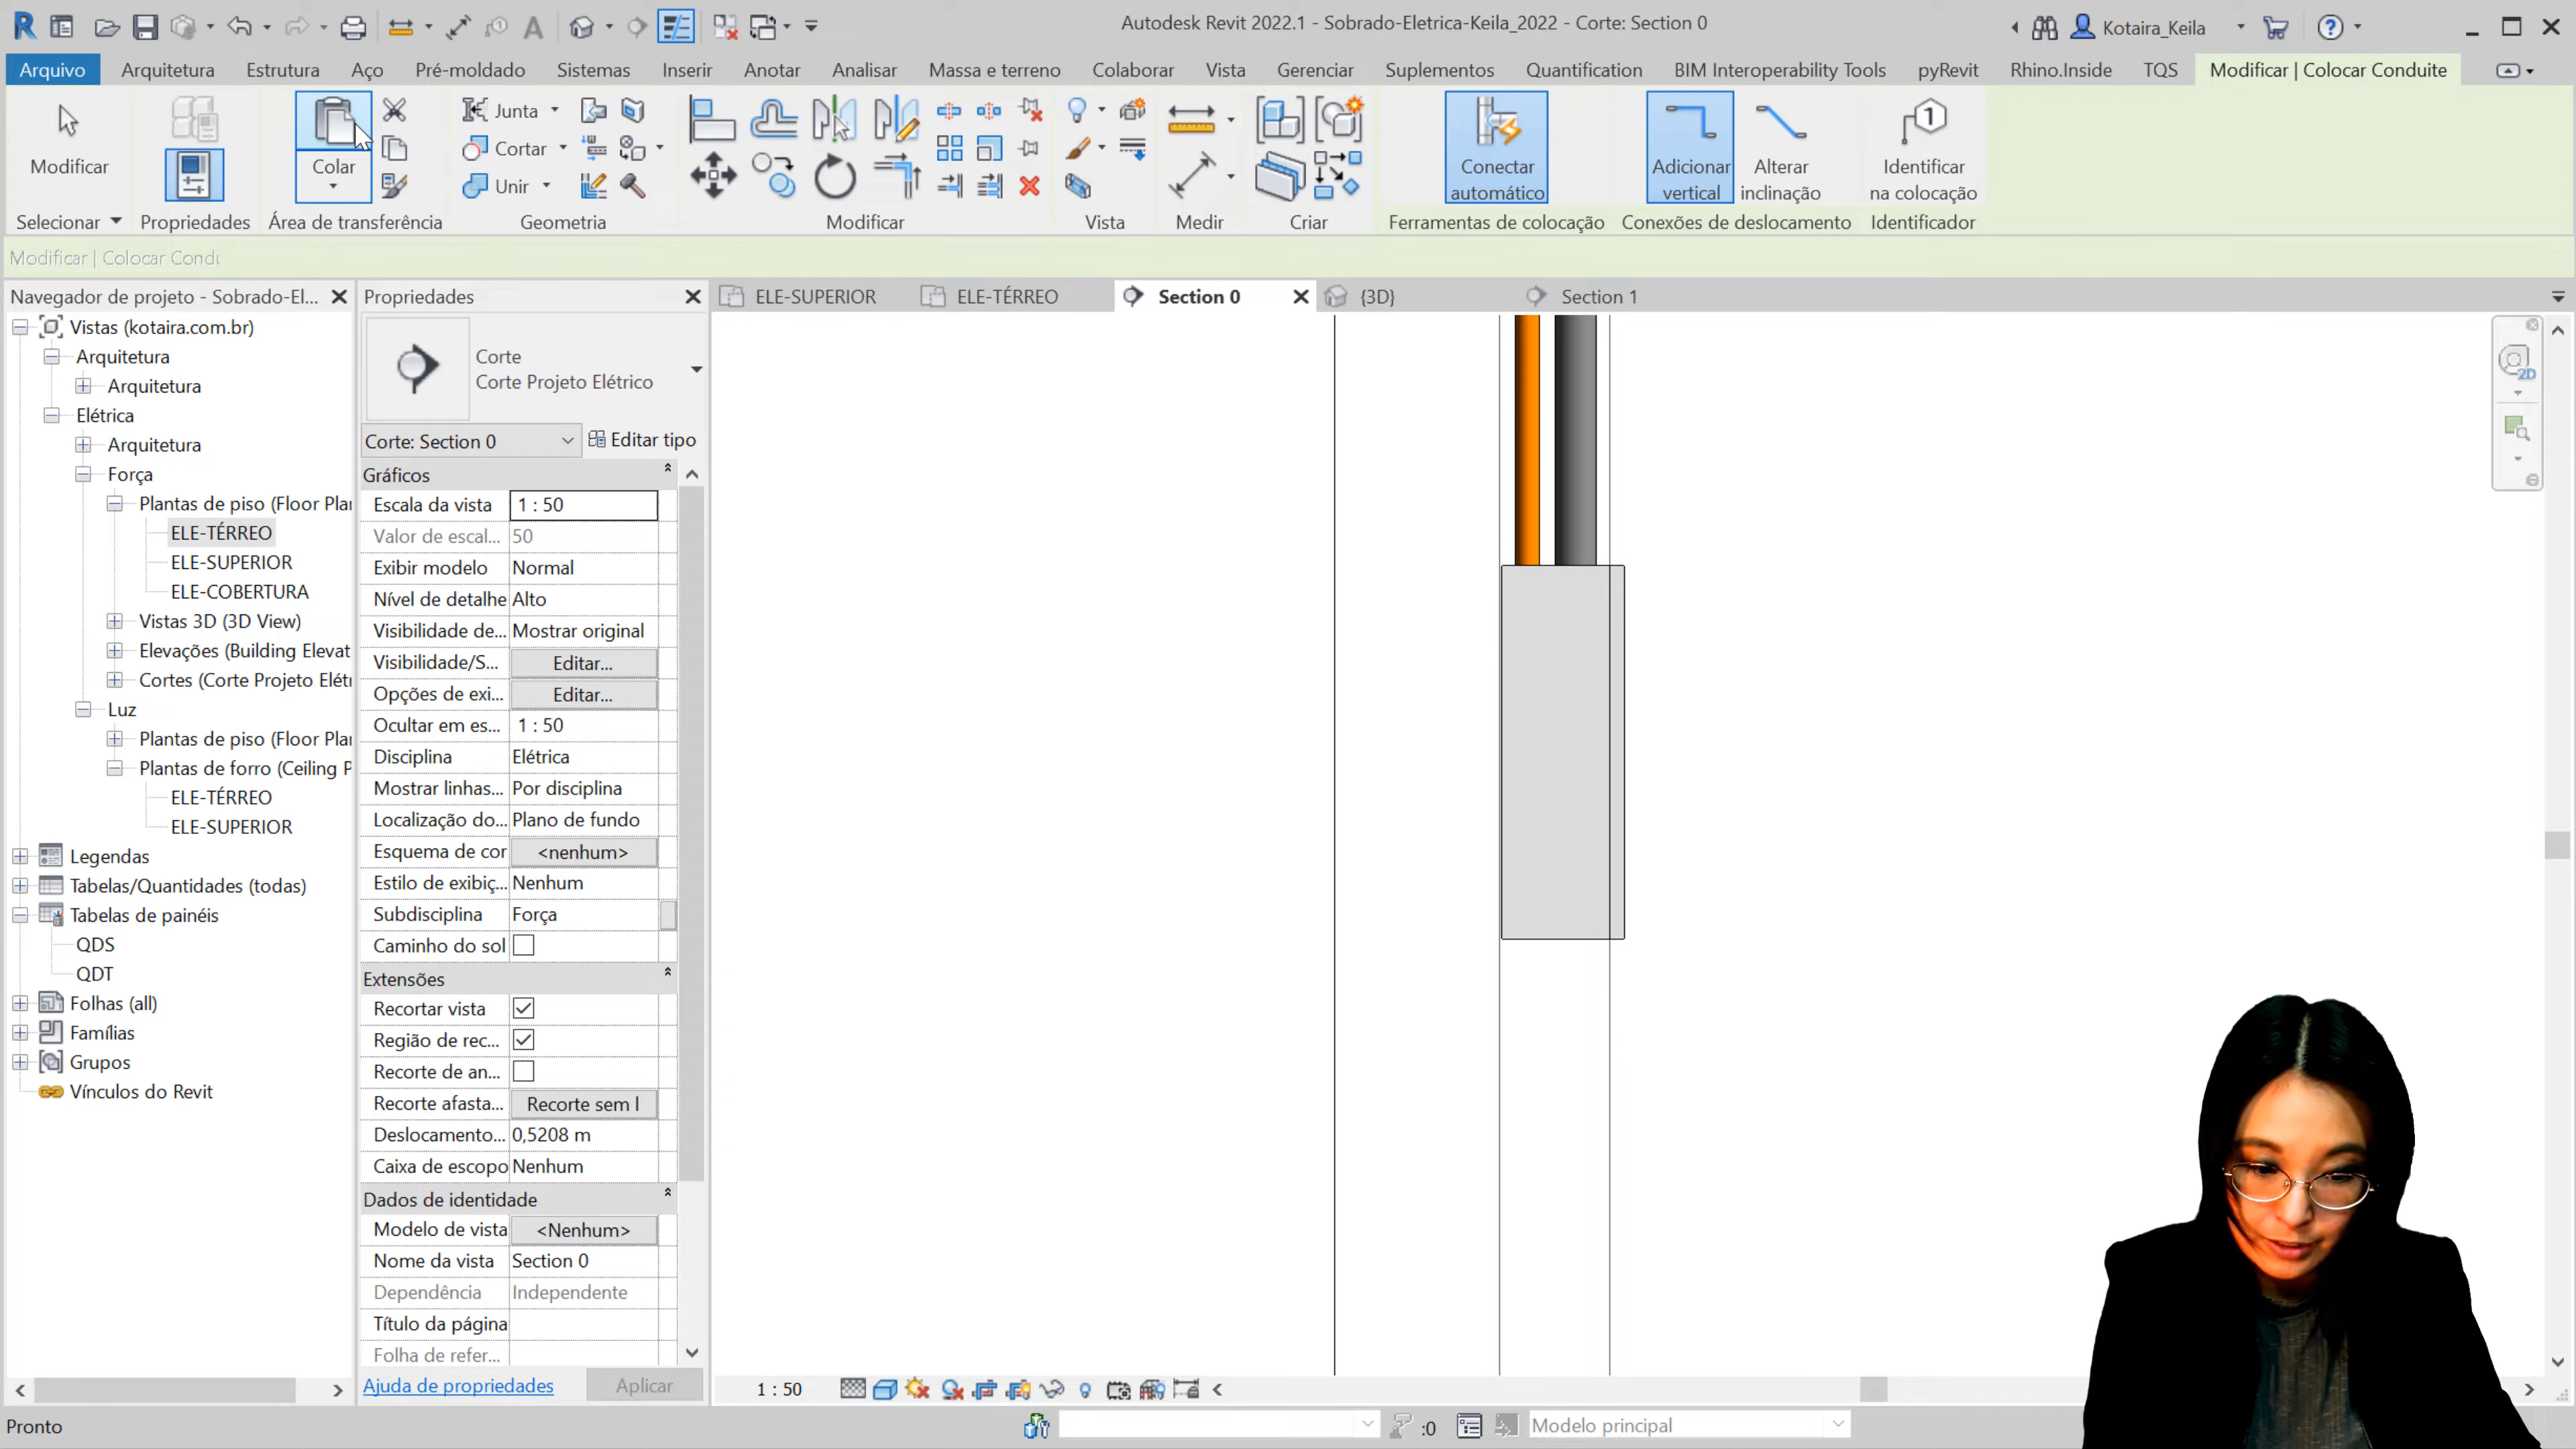 Autodesk Revit 2022.1 - Sobrado-Eletrica-Keila_2022 - Corte: Section 0
Kotaira_Keila
Arquivo Arquitetura Estrutura Aço Pré-moldado Sistemas Inserir Anotar Analisar Massa e terreno Colaborar Vista Gerenciar Suplementos Quantification BIM Interoperability Tools pyRevit Rhino.Inside TQS Modificar | Colocar Conduite
Modificar
Colar
Junta
Cortar
Unir
Conectar
automático
Adicionar
vertical
Alterar
inclinação
Identificar
na colocação
Selecionar Propriedades Área de transferência Geometria Modificar Vista Medir Criar Ferramentas de colocação Conexões de deslocamento Identificador
Modificar | Colocar Condu
Navegador de projeto - Sobrado-El...
Vistas (kotaira.com.br)
Arquitetura
Arquitetura
Elétrica
Arquitetura
Força
Plantas de piso (Floor Plar
ELE-TÉRREO
ELE-SUPERIOR
ELE-COBERTURA
Vistas 3D (3D View)
Elevações (Building Elevat
Cortes (Corte Projeto Elétr
Luz
Plantas de piso (Floor Plar
Plantas de forro (Ceiling P
ELE-TÉRREO
ELE-SUPERIOR
Legendas
Tabelas/Quantidades (todas)
Tabelas de painéis
QDS
QDT
Folhas (all)
Famílias
Grupos
Vínculos do Revit
Propriedades
Corte
Corte Projeto Elétrico
Corte: Section 0 Editar tipo
Gráficos
Escala da vista 1 : 50
Valor de escal... 50
Exibir modelo Normal
Nível de detalhe Alto
Visibilidade de... Mostrar original
Visibilidade/S... Editar...
Opções de exi... Editar...
Ocultar em es... 1 : 50
Disciplina Elétrica
Mostrar linhas... Por disciplina
Localização do... Plano de fundo
Esquema de cor <nenhum>
Estilo de exibiç... Nenhum
Subdisciplina Força
Caminho do sol
Extensões
Recortar vista
Região de rec...
Recorte de an...
Recorte afasta... Recorte sem l
Deslocamento... 0,5208 m
Caixa de escopo Nenhum
Dados de identidade
Modelo de vista <Nenhum>
Nome da vista Section 0
Dependência Independente
Título da página
Folha de refer...
Ajuda de propriedades Aplicar
ELE-SUPERIOR ELE-TÉRREO Section 0 {3D} Section 1
2D
1 : 50
Pronto
:0
Modelo principal